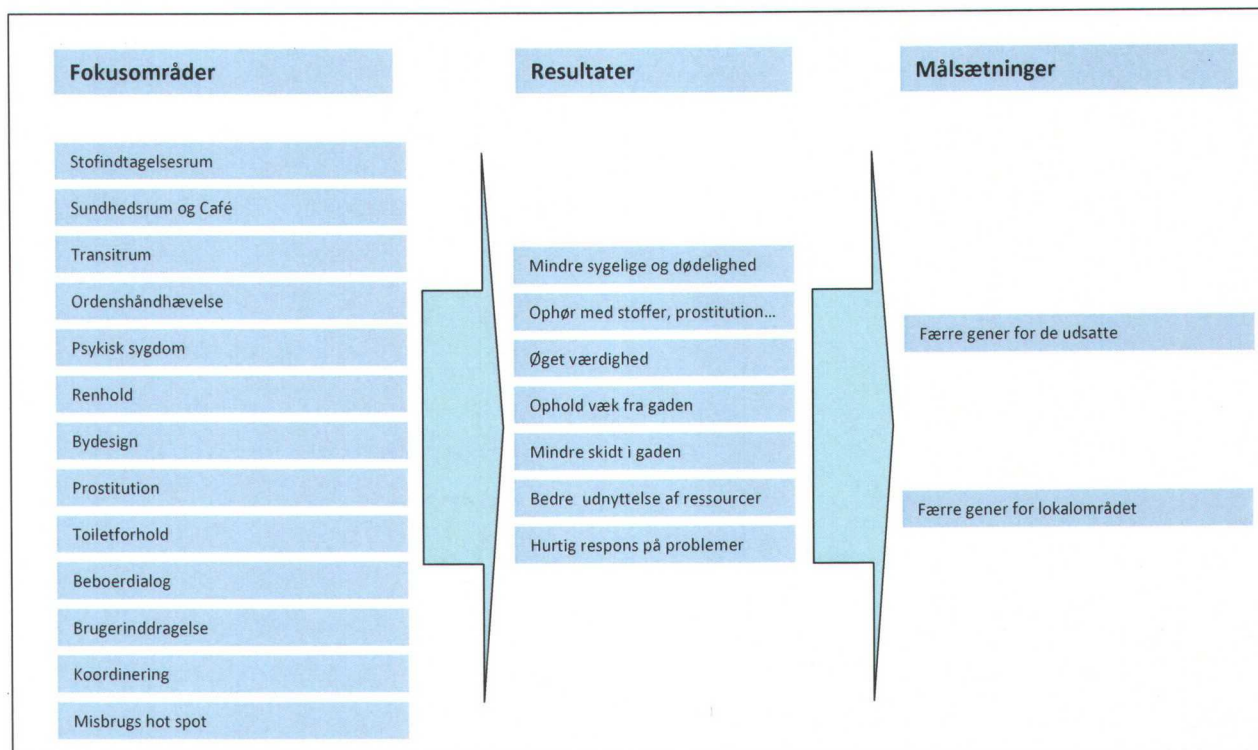 Fokusområder
Stofindtagelsesrum
Sundhedsrum og Café
Transitrum
Ordenshåndhævelse
Psykisk sygdom
Renhold
Bydesign
Prostitution
Toiletforhold
Beboerdialog
Brugerinddragelse
Koordinering
Misbrugs hot spot
Resultater
Mindre sygelige og dødelighed
Ophør med stoffer, prostitution...
Øget værdighed
Ophold væk fra gaden
Mindre skidt i gaden
Bedre udnyttelse af ressourcer
Hurtig respons på problemer
Målsætninger
Færre gener for de udsatte
Færre gener for lokalområdet